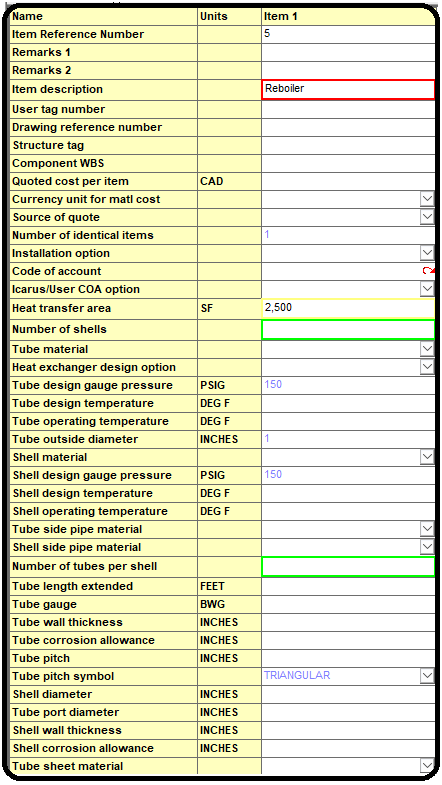 Name Units Item 1
Item Reference Number 5
Remarks 1
Remarks 2
Item description Reboiler
User tag number
Drawing reference number
Structure tag
Component WBS
Quoted cost per item CAD
Currency unit for matl cost
Source of quote
Number of identical items 1
Installation option
Code of account
Icarus/User COA option
Heat transfer area SF 2,500
Number of shells
Tube material
Heat exchanger design option
Tube design gauge pressure PSIG 150
Tube design temperature DEG F
Tube operating temperature DEG F
Tube outside diameter INCHES 1
Shell material
Shell design gauge pressure PSIG 150
Shell design temperature DEG F
Shell operating temperature DEG F
Tube side pipe material
Shell side pipe material
Number of tubes per shell
Tube length extended FEET
Tube gauge BWG
Tube wall thickness INCHES
Tube corrosion allowance INCHES
Tube pitch INCHES
Tube pitch symbol TRIANGULAR
Shell diameter INCHES
Tube port diameter INCHES
Shell wall thickness INCHES
Shell corrosion allowance INCHES
Tube sheet material